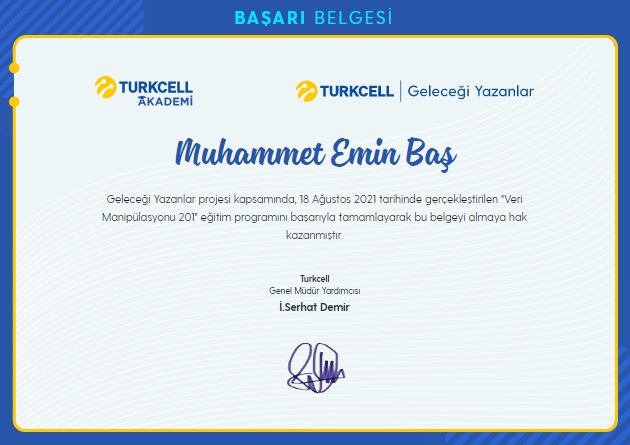 BAŞARI BELGESİ
TURKCELL
AKADEMİ
TURKCELL | Geleceği Yazanlar
Muhammet Emin Baş
Geleceği Yazanlar projesi kapsamında, 18 Ağustos 2021 tarihinde gerçekleştirilen "Veri
Manipülasyonu 201" eğitim programını başarıyla tamamlayarak bu belgeyi almaya hak
kazanmıştır.
Turkcell
Genel Müdür Yardımcısı
İ.Serhat Demir